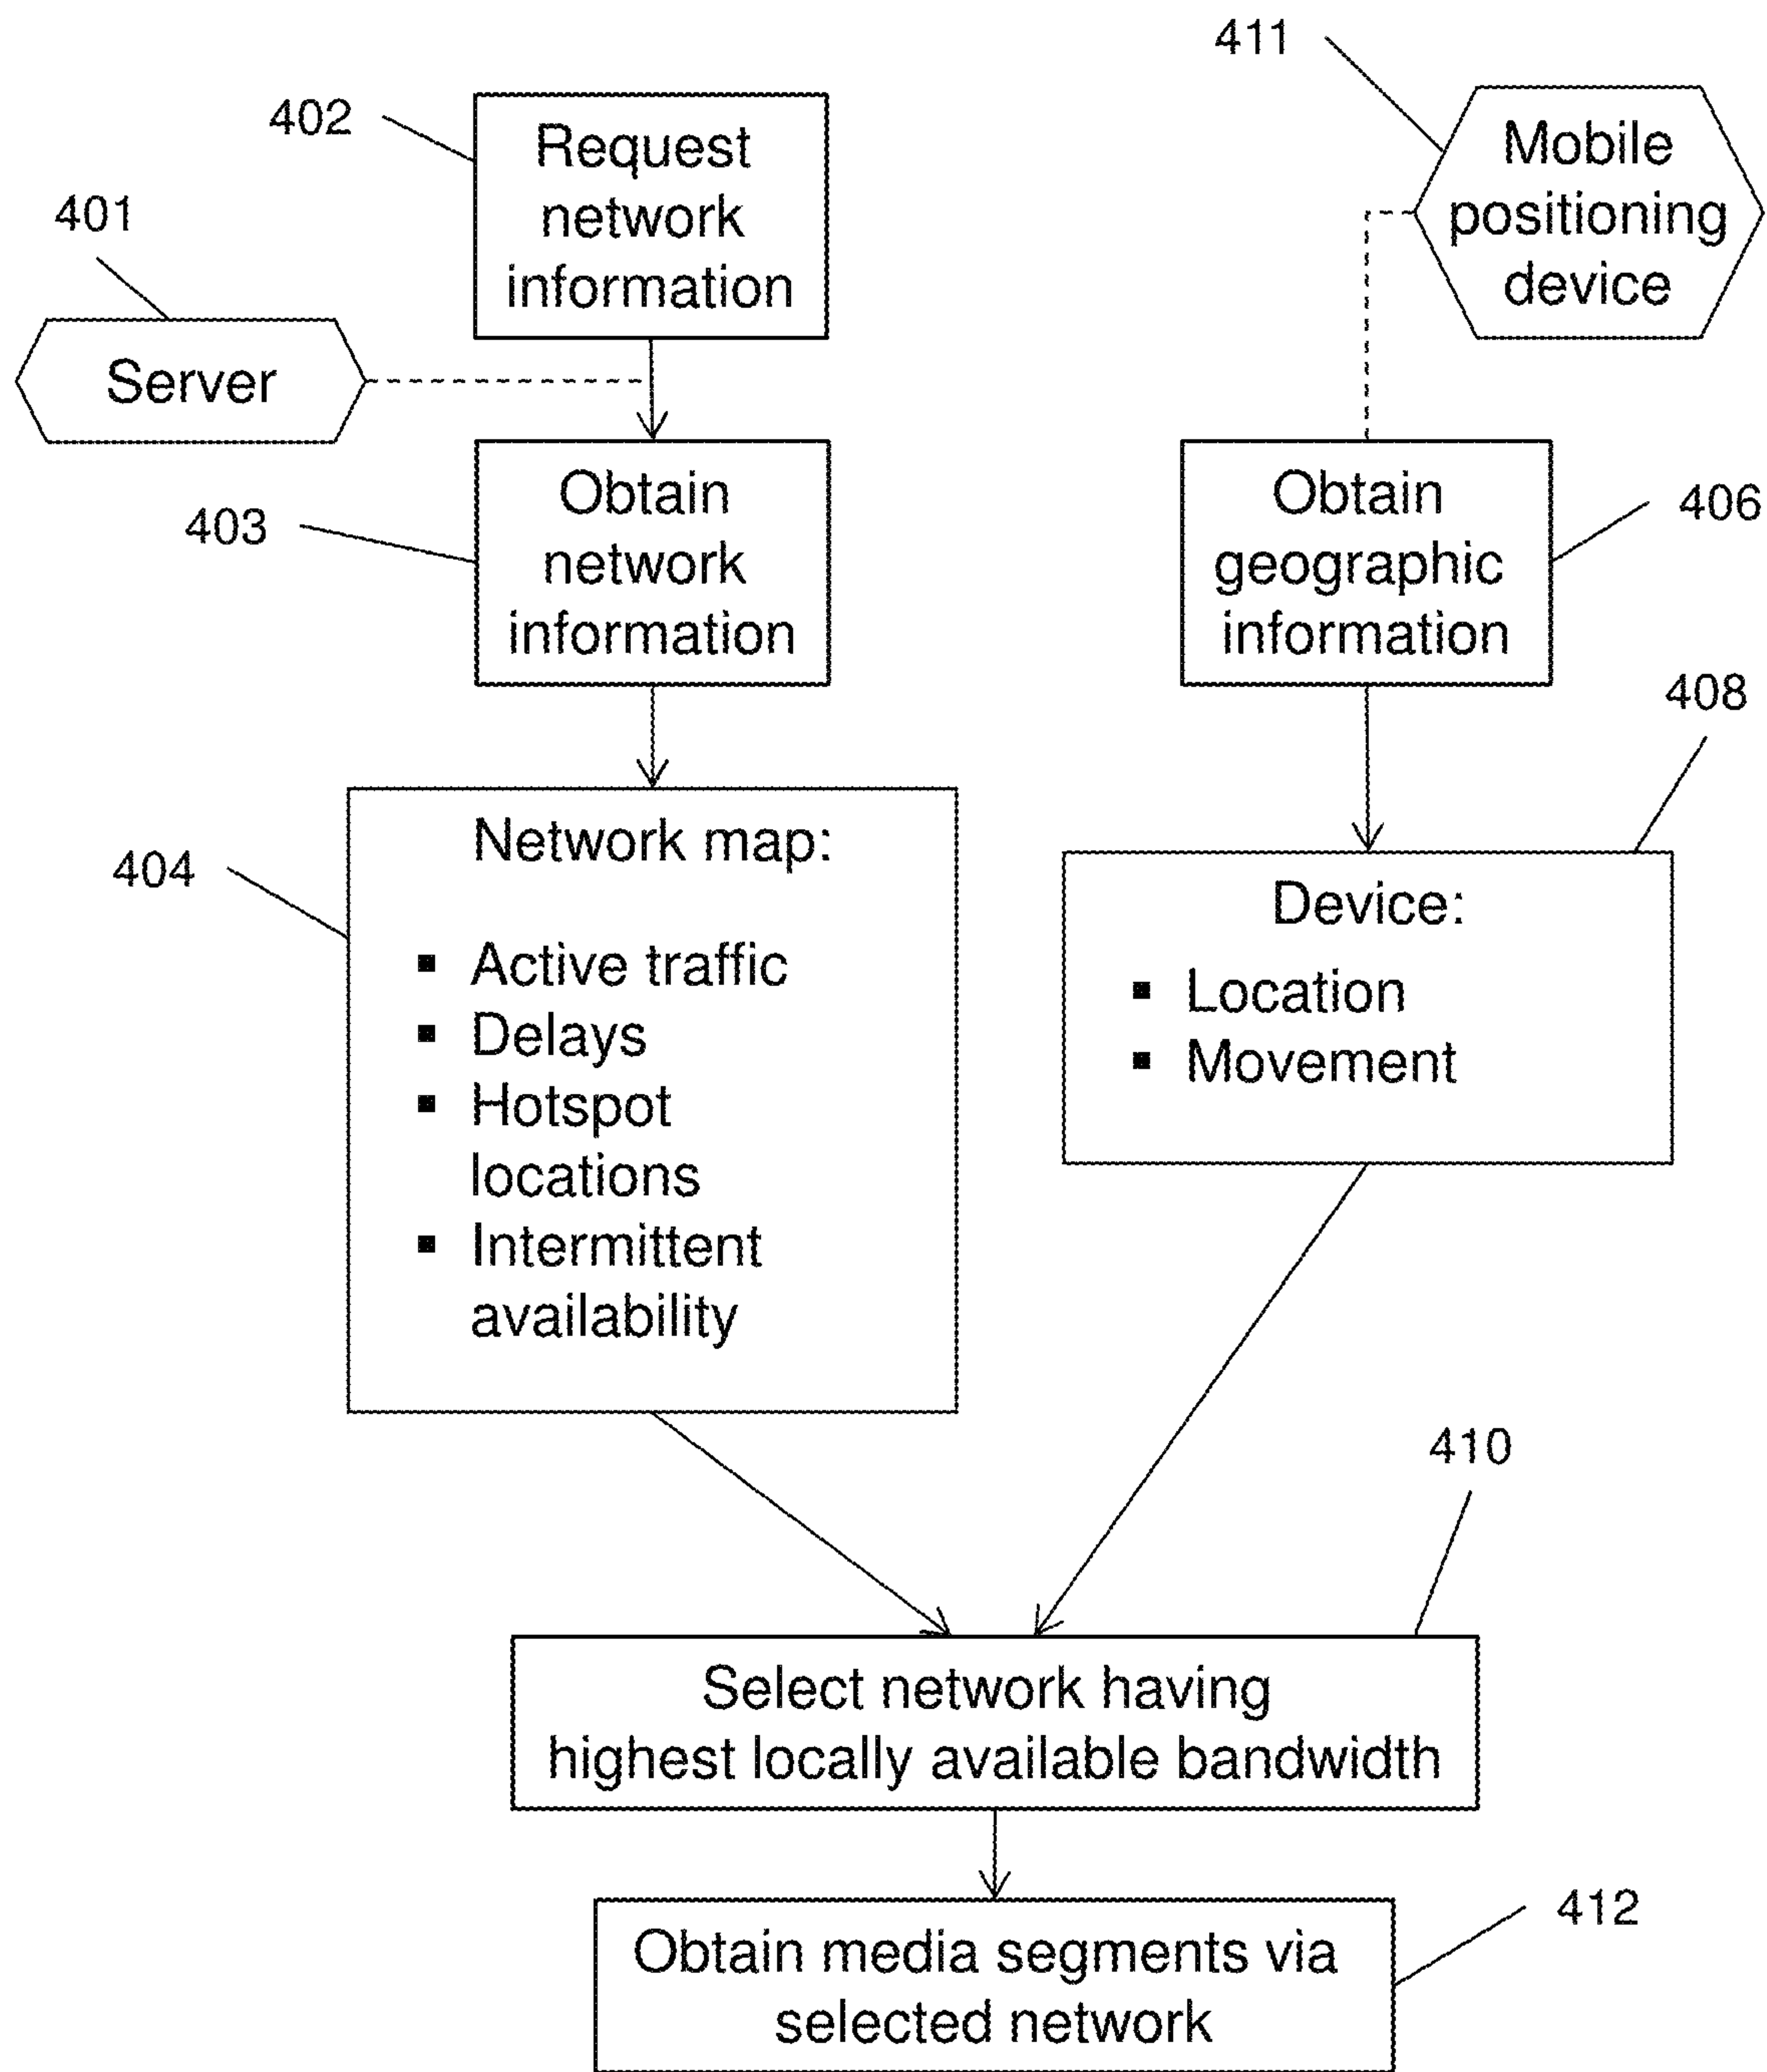 411
402
Request
network
information
Mobile
positioning
device
401
Server
403
Obtain
network
information
Obtain
geographic
information
406
408
404
Network map:
▪ Active traffic
▪ Delays
▪ Hotspot
locations
▪ Intermittent
availability
Device:
▪ Location
▪ Movement
410
Select network having
highest locally available bandwidth
412
Obtain media segments via
selected network